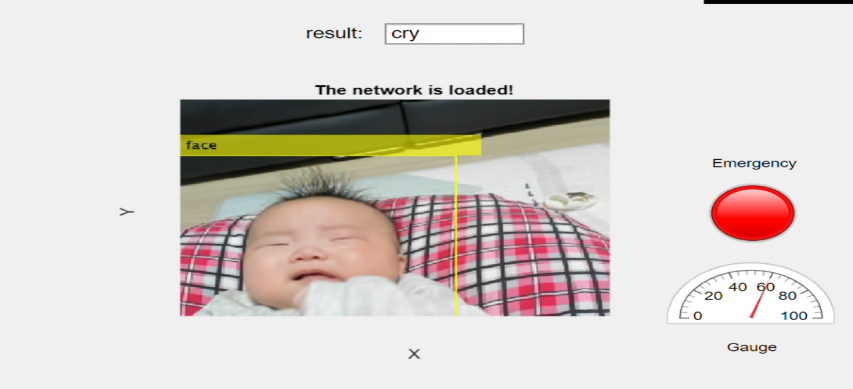 result: cry
The network is loaded!
face
Y
X
Emergency
0 20 40 60 80 100
Gauge